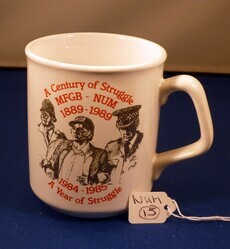 A Century of Struggle
MFGB - NUM
1889-1989
1984-1985
A Year of Struggle
NUM
15